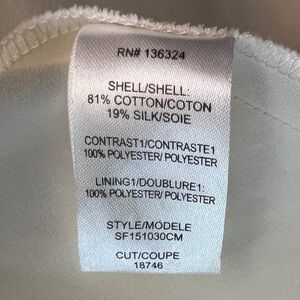 RN# 136324
SHELL/SHELL:
81% COTTON/COTON
19% SILK/SOIE
CONTRAST1/CONTRASTE1
100% POLYESTER/ POLYESTER
LINING1/DOUBLURE1:
100% POLYESTER/ POLYESTER
STYLE/MODELE
SF151030CM
CUT/COUPE
18746